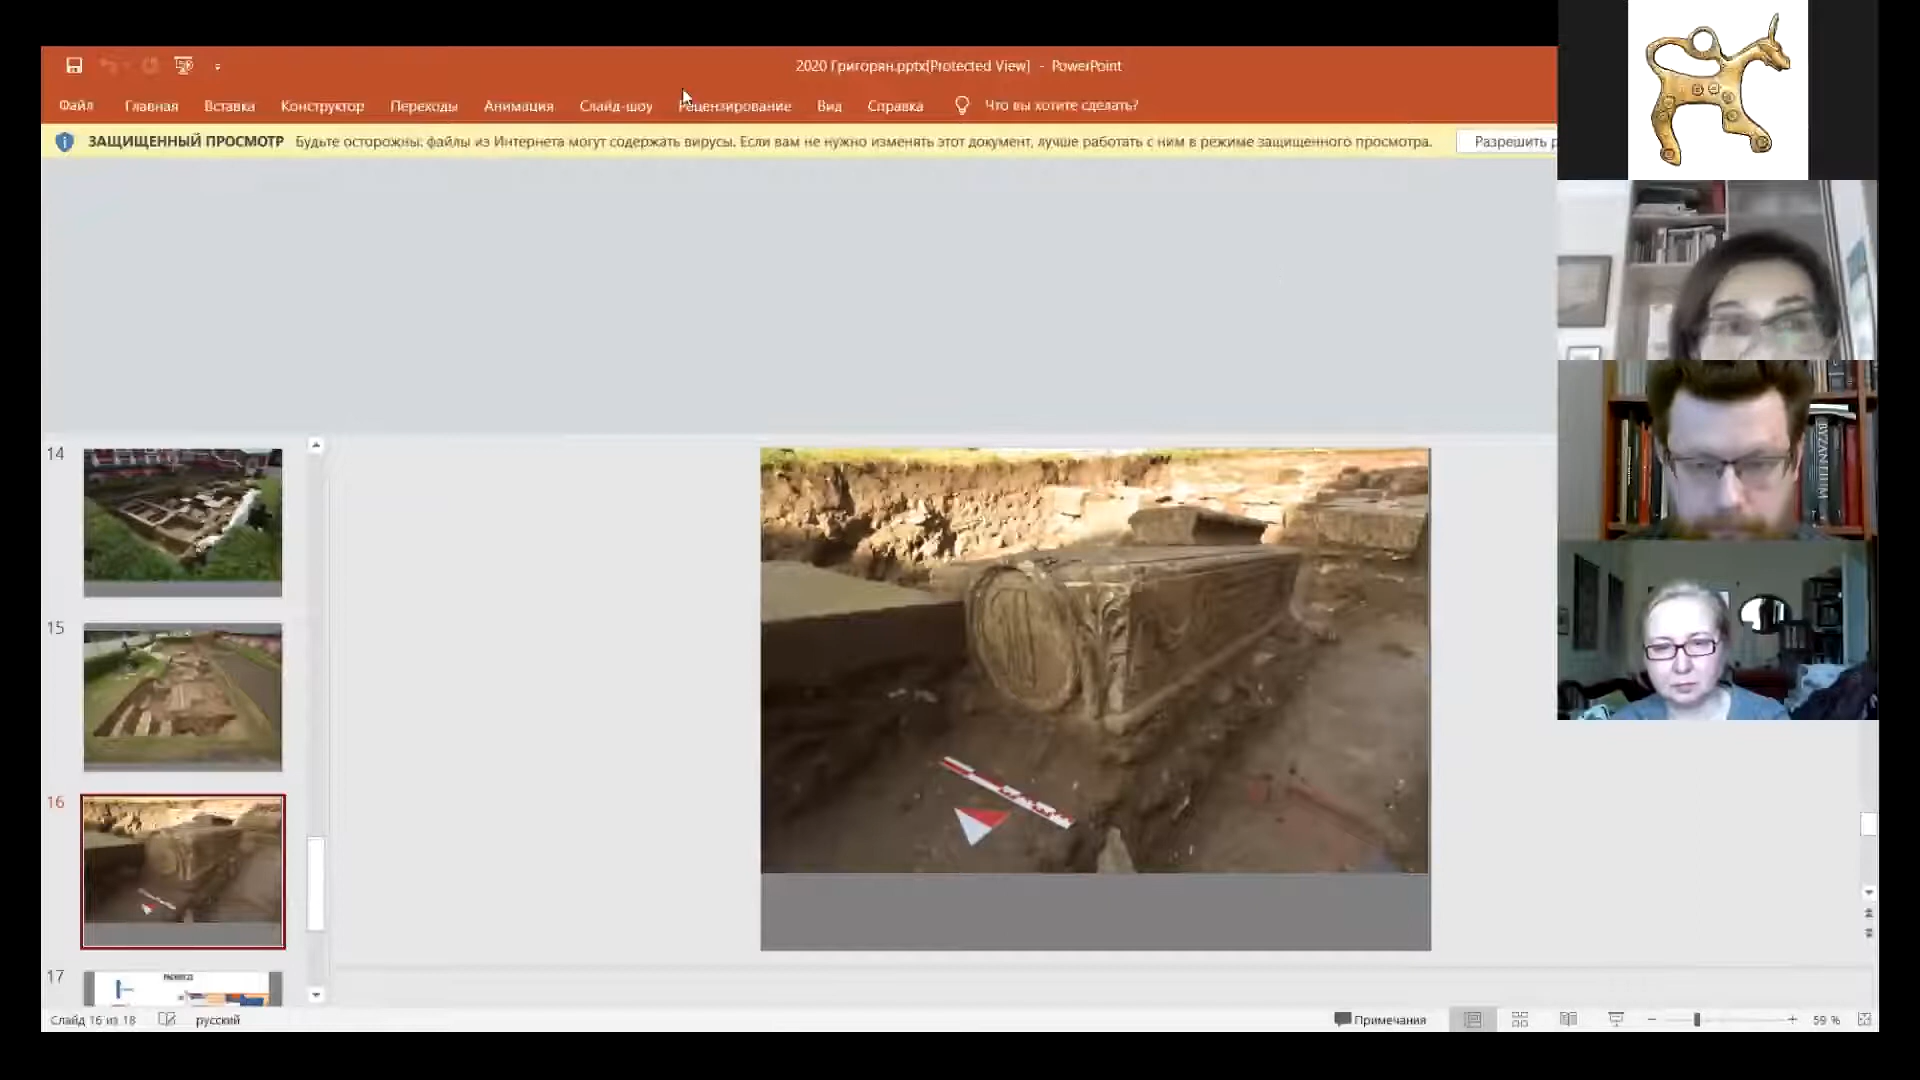 2020 Григорян.pptx[Protected View] - PowerPoint
Файл Главная Вставка Конструктор Переходы Анимация Слайд-шоу Рецензирование Вид Справка Что вы хотите сделать?
ЗАЩИЩЕННЫЙ ПРОСМОТР Будьте осторожны: файлы из Интернета могут содержать вирусы. Если вам не нужно изменять этот документ, лучше работать с ним в режиме защищенного просмотра. Разрешить р
BYZANTIUM
14
15
16
17
Слайд 16 из 18 русский Примечания 59 %